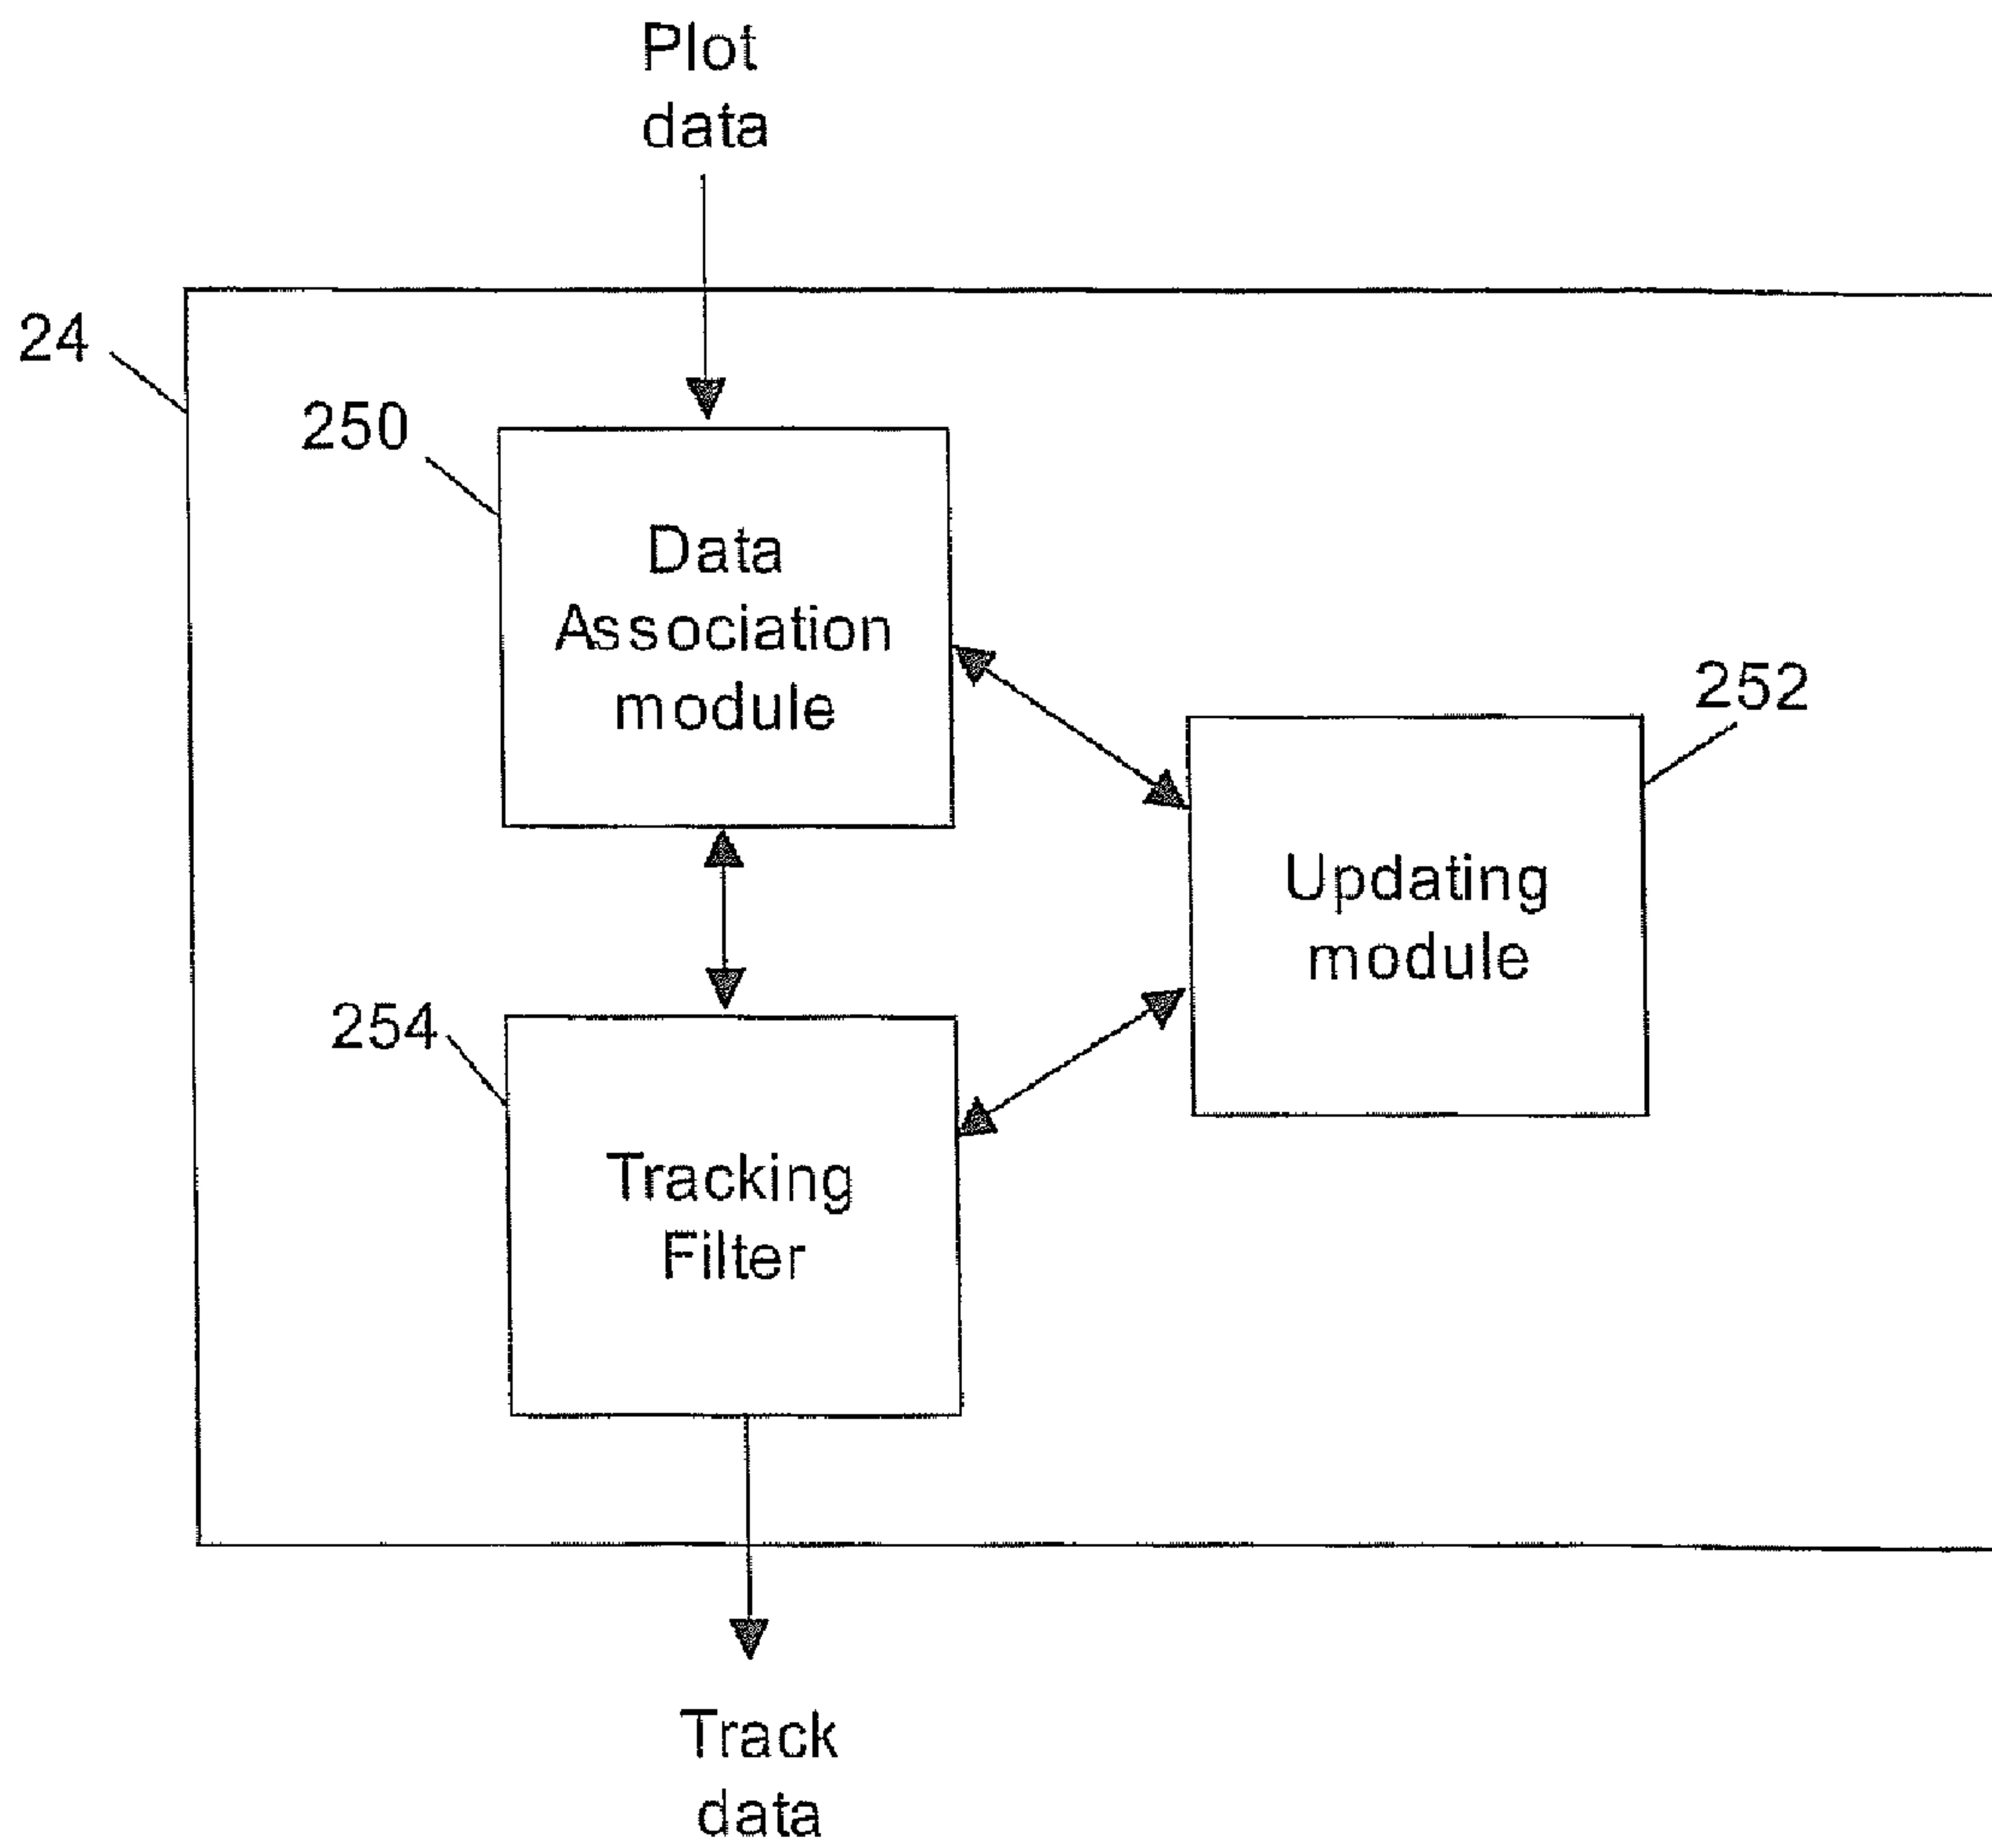 Plot
data
24
250
Data
Association
module
252
Updating
module
254
Tracking
Filter
Track
data